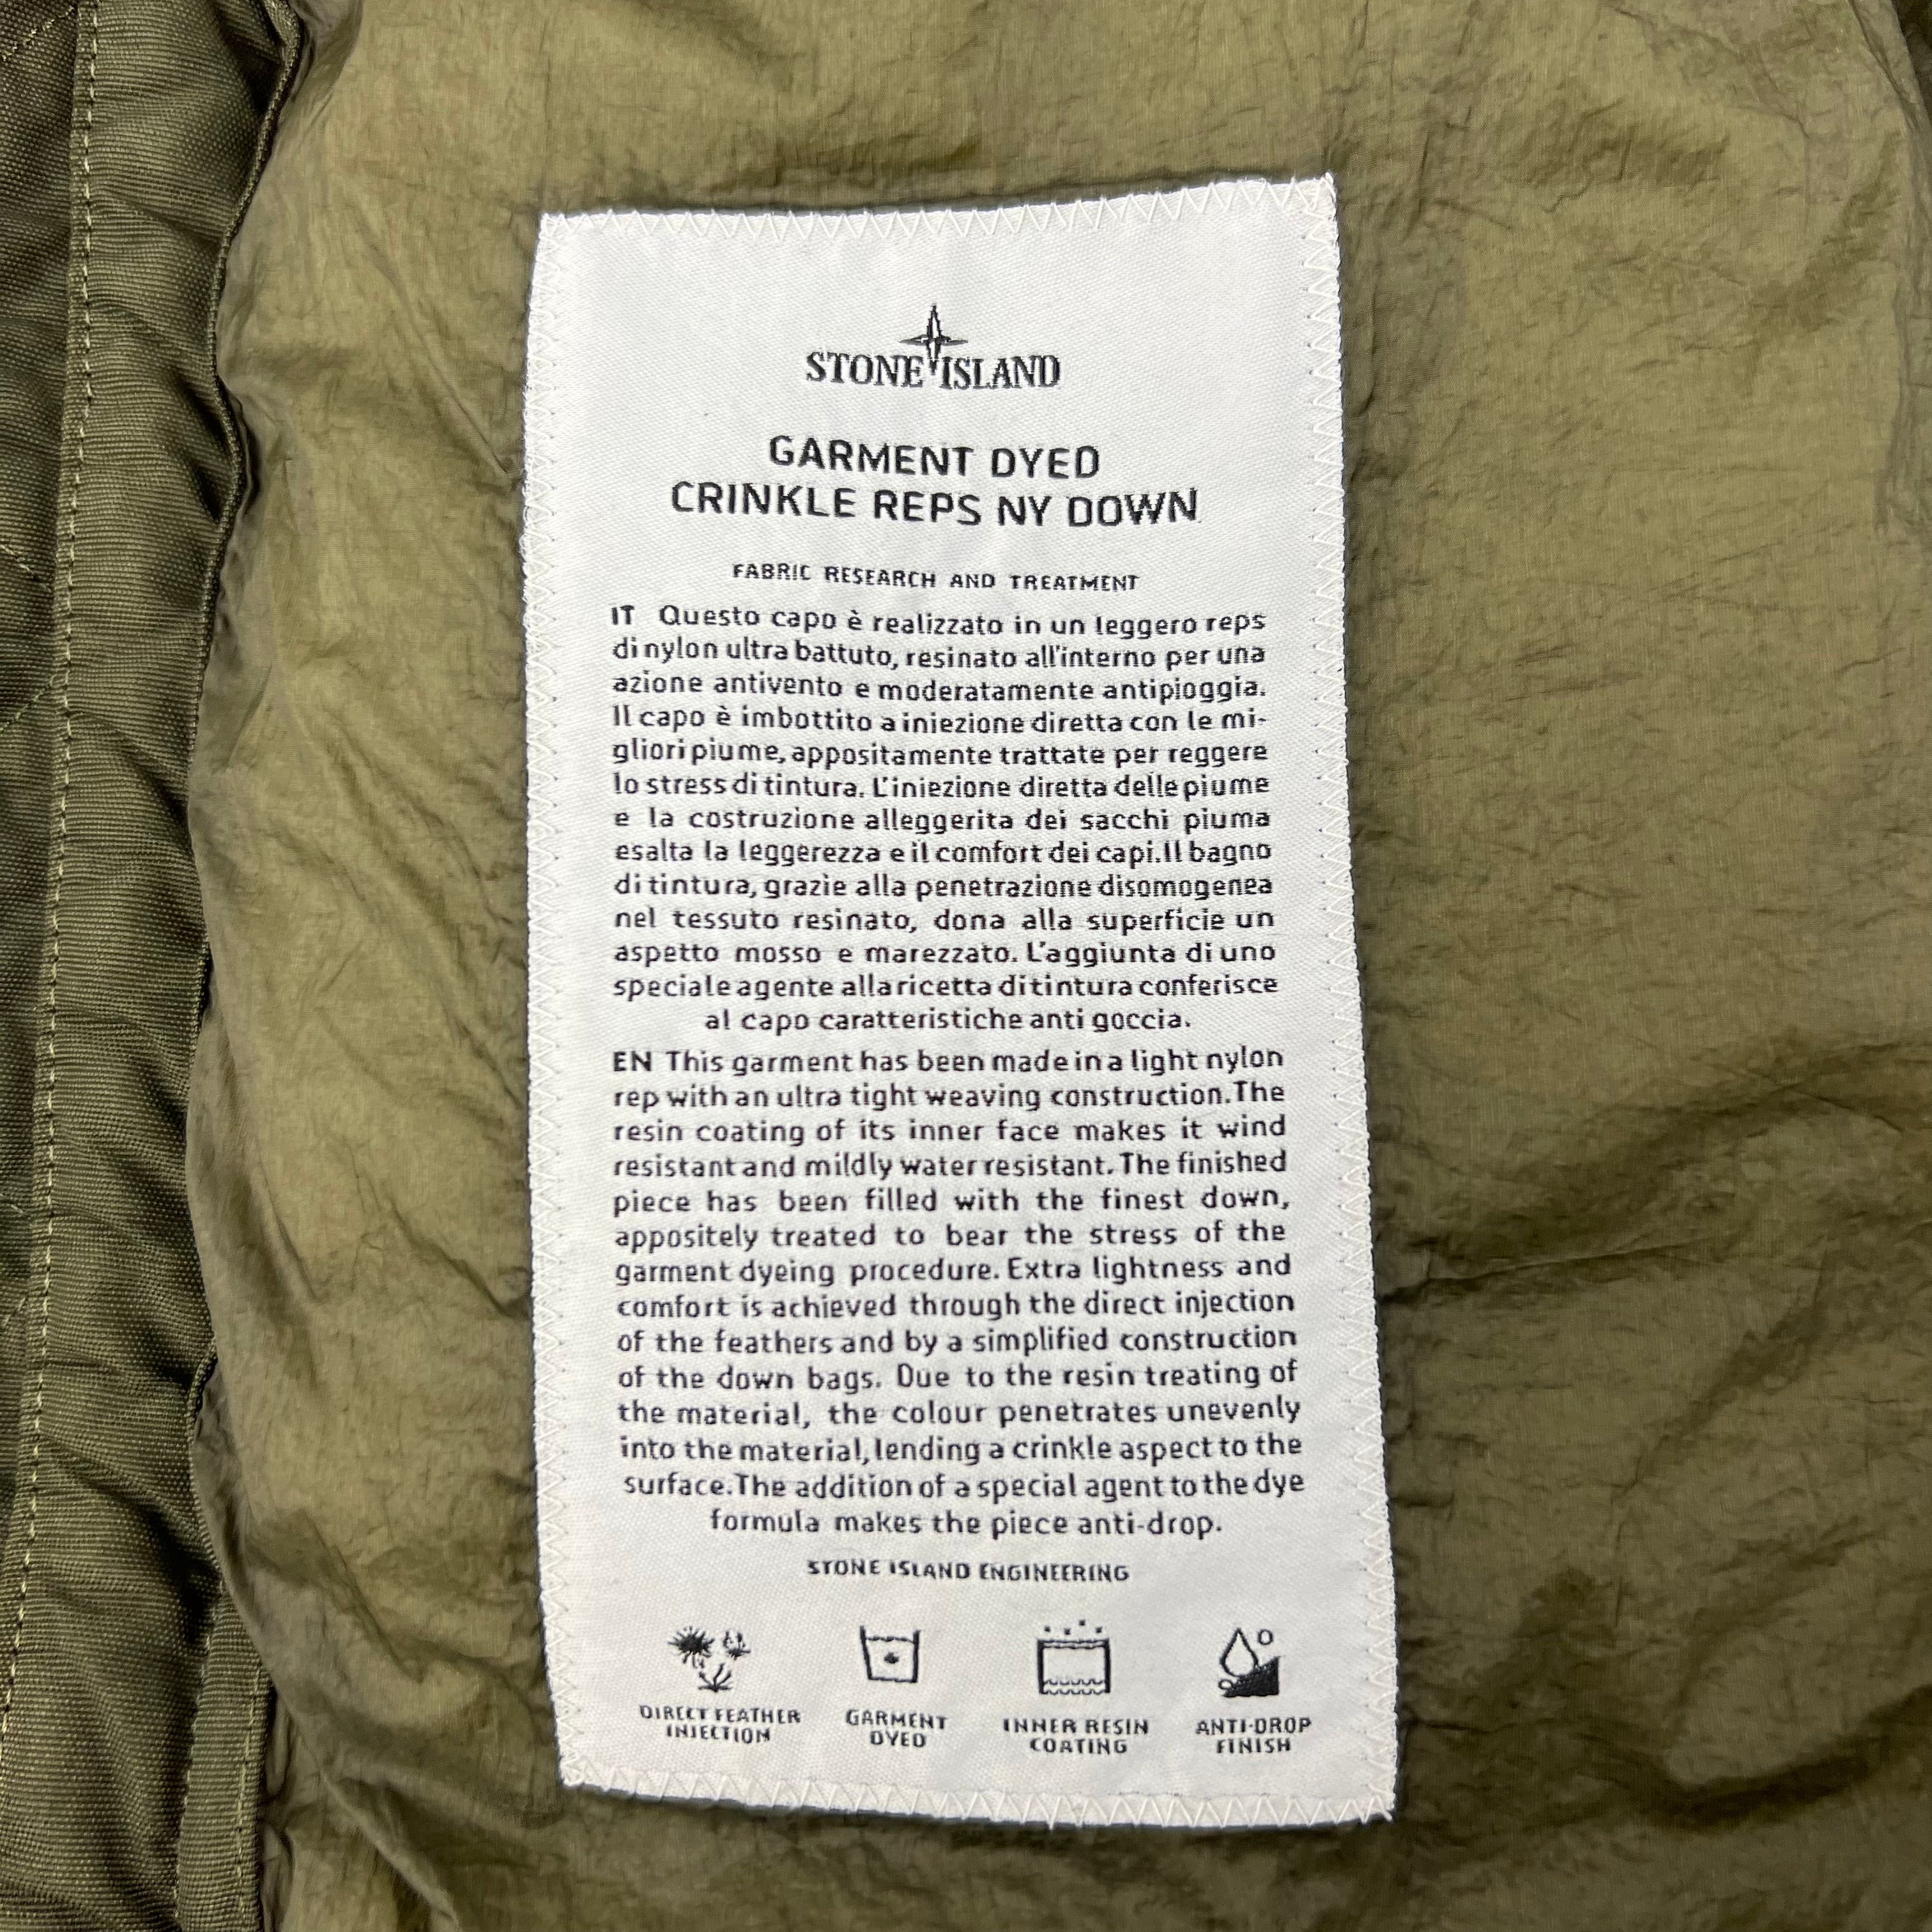 STONE ISLAND
GARMENT DYED
CRINKLE REPS NY DOWN
FABRIC RESEARCH AND TREATMENT
IT Questo capo è realizzato in un leggero reps
di nylon ultra battuto, resinato all'interno per una
azione antivento e moderatamente antipioggia.
Il capo è imbottito a iniezione diretta con le mi-
gliori piume, appositamente trattate per reggere
lo stress di tintura. L'iniezione diretta delle piume
e la costruzione alleggerita dei sacchi piuma
esalta la leggerezza e il comfort dei capi. Il bagno
di tintura, grazie alla penetrazione disomogenea
nel tessuto resinato, dona alla superficie un
aspetto mosso e marezzato. L'aggiunta di uno
speciale agente alla ricetta di tintura conferisce
al capo caratteristiche anti goccia.
EN This garment has been made in a light nylon
rep with an ultra tight weaving construction. The
resin coating of its inner face makes it wind
resistant and mildly water resistant. The finished
piece has been filled with the finest down,
appositely treated to bear the stress of the
garment dyeing procedure. Extra lightness and
comfort is achieved through the direct injection
of the feathers and by a simplified construction
of the down bags. Due to the resin treating of
the material, the colour penetrates unevenly
into the material, lending a crinkle aspect to the
surface. The addition of a special agent to the dye
formula makes the piece anti-drop.
STONE ISLAND ENGINEERING
DIRECT FEATHER
INJECTION
GARMENT
DYED
INNER RESIN
COATING
ANTI-DROP
FINISH